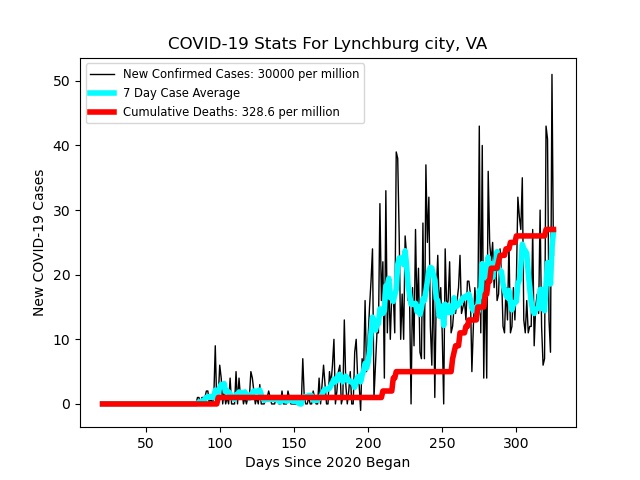 COVID-19 Stats For Lynchburg city, VA
New Confirmed Cases: 30000 per million
7 Day Case Average
Cumulative Deaths: 328.6 per million
New COVID-19 Cases
50
40
30
20
10
0
50 100 150 200 250 300
Days Since 2020 Began